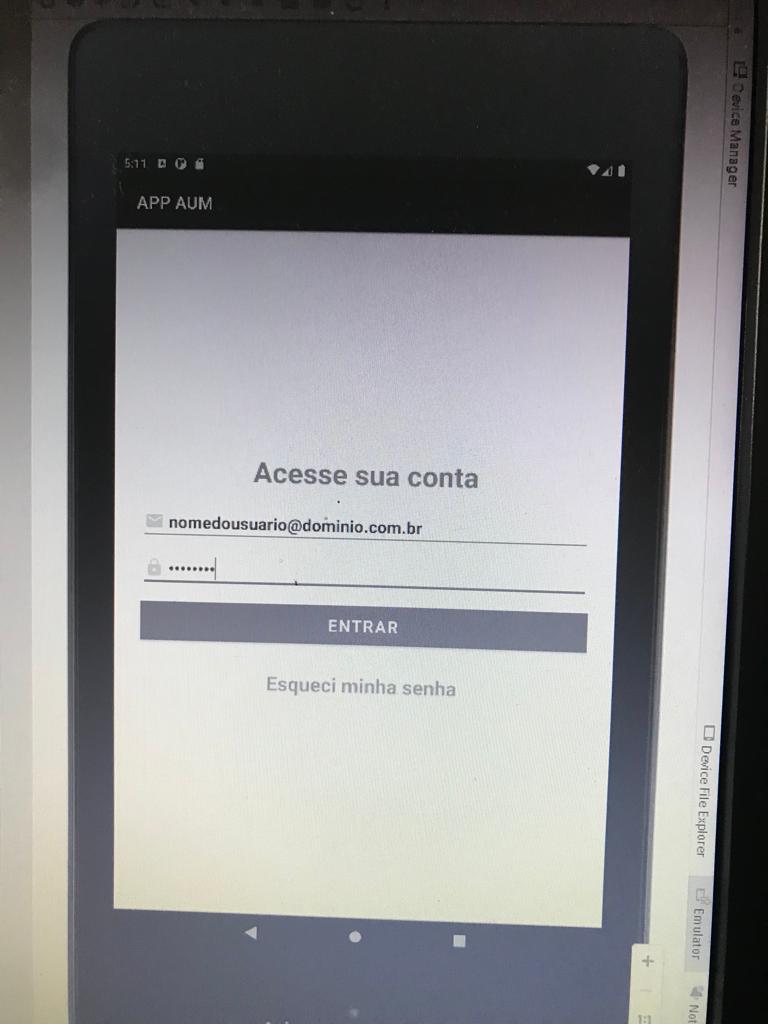 5:11
APP AUM
Acesse sua conta
nomedousuario@dominio.com.br
••••••••
ENTRAR
Esqueci minha senha
Device Manager
Device File Explorer
Emulator
Not
1:1